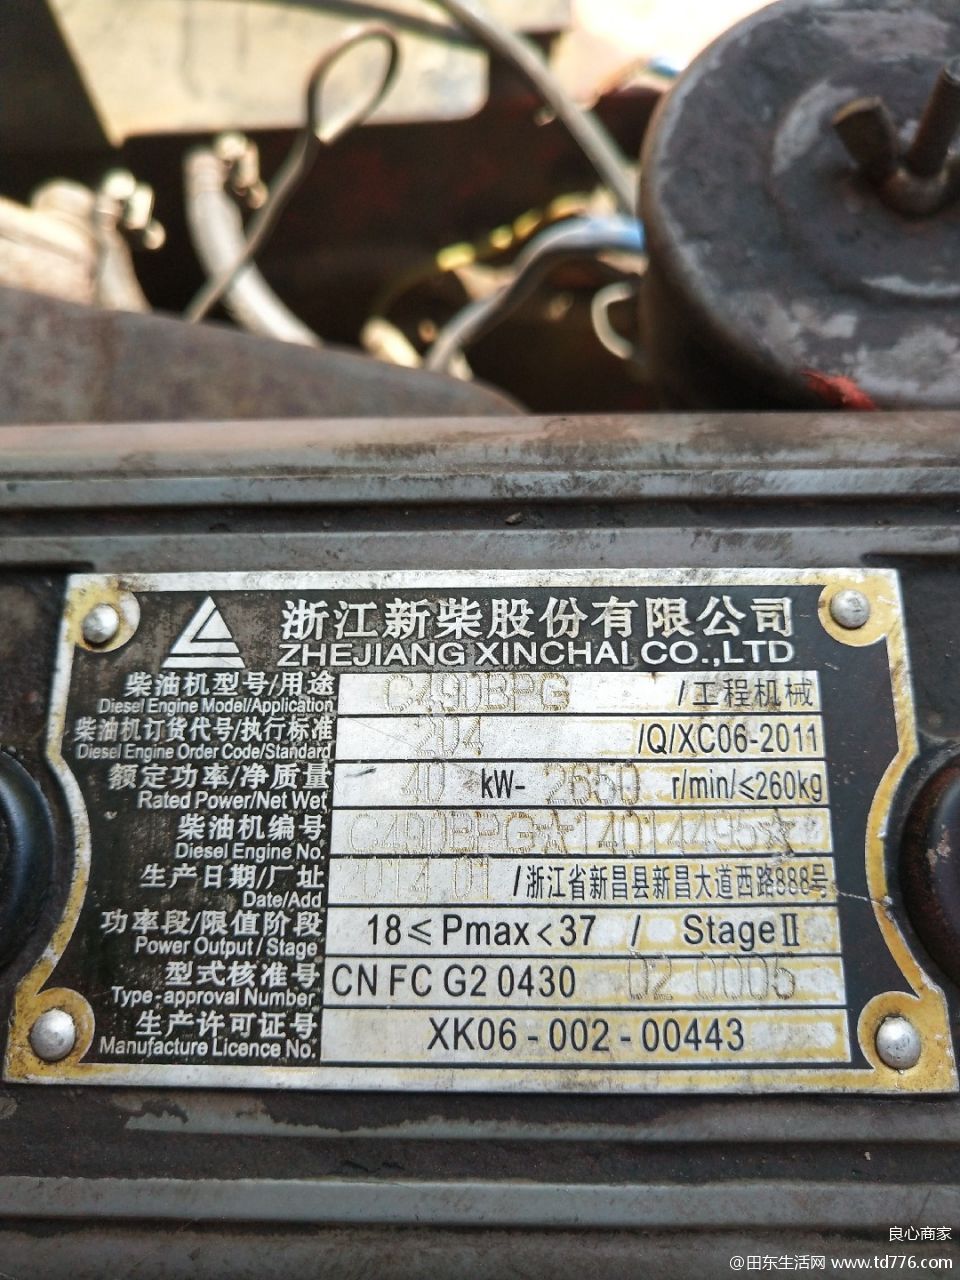 浙江新柴股份有限公司
ZHEJIANG XINCHAI CO.,LTD
柴油机型号/用途 C490BPG /工程机械
Diesel Engine Model/Application
柴油机订货代号/执行标准 204 /Q/XC06-2011
Diesel Engine Order Code/Standard
额定功率/净质量 40 kW- 2650 r/min/≤260kg
Rated Power/Net Wet
柴油机编号 C490BPG☆14014495☆
Diesel Engine No.
生产日期/厂址 2014 01 /浙江省新昌县新昌大道西路888号
Date/Add
功率段/限值阶段 18≤Pmax<37 / StageⅡ
Power Output/Stage
型式核准号 CN FC G2 0430 02 0005
Type-approval Number
生产许可证号 XK06-002-00443
Manufacture Licence No.
良心商家
@田东生活网 www.td776.com